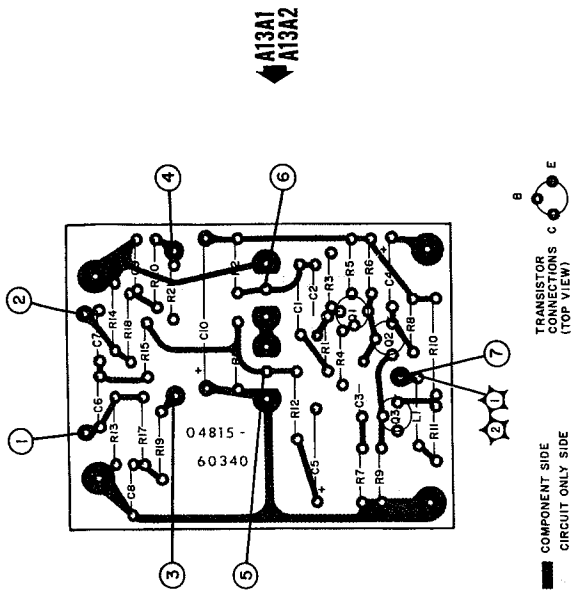 A13A1
A13A2
1
2
3
4
5
6
7
C6
C7
R13
R14
R17
R18
R15
R19
C8
C10
+
04815-
60340
R12
C5
+
C1
C2
R1
R3
R4
R5
R6
Q1
Q2
Q3
C3
C4
+
R7
R8
R9
L1
R10
R11
2
1
B
E
C
TRANSISTOR
CONNECTIONS
(TOP VIEW)
COMPONENT SIDE
CIRCUIT ONLY SIDE